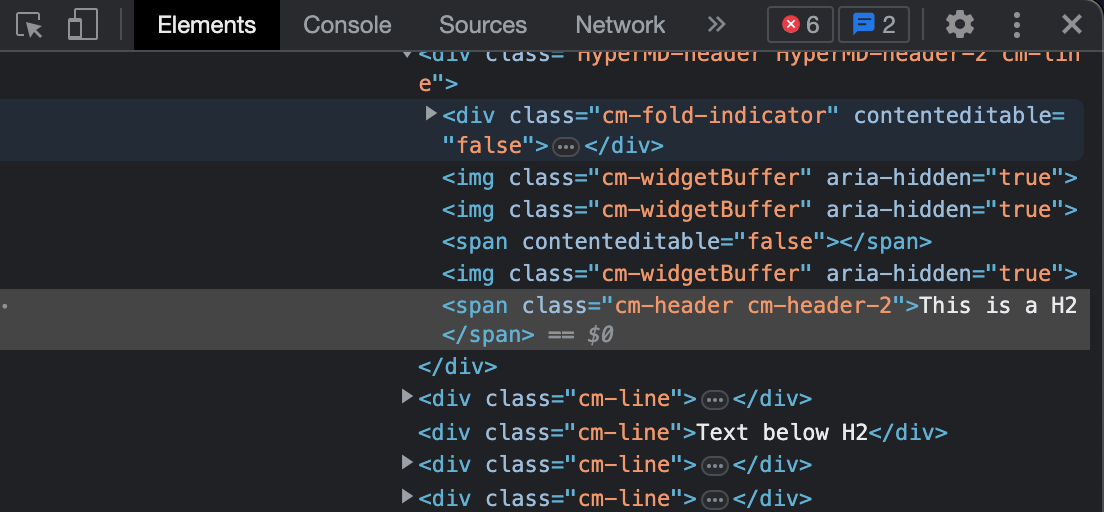 Elements Console Sources Network 6 2
<div class="HyperMD-header HyperMD-header-2 cm-lin
e">
<div class="cm-fold-indicator" contenteditable=
"false"> ••• </div>
<img class="cm-widgetBuffer" aria-hidden="true">
<img class="cm-widgetBuffer" aria-hidden="true">
<span contenteditable="false"></span>
<img class="cm-widgetBuffer" aria-hidden="true">
<span class="cm-header cm-header-2">This is a H2
</span> == $0
</div>
<div class="cm-line"> ••• </div>
<div class="cm-line">Text below H2</div>
<div class="cm-line"> ••• </div>
<div class="cm-line"> ••• </div>